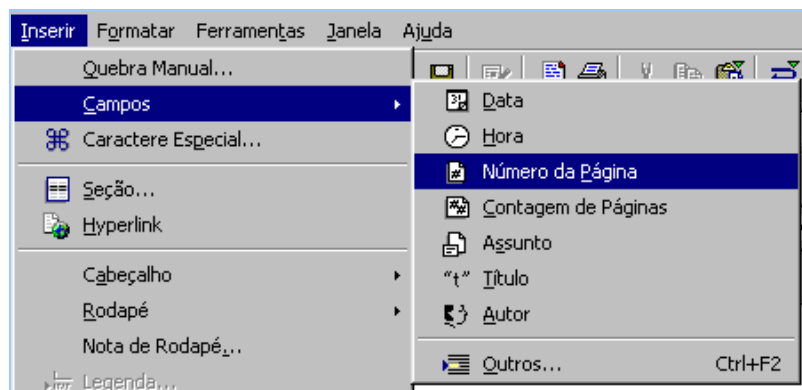 Inserir Formatar Ferramentas Janela Ajuda
Quebra Manual...
Campos
Caractere Especial...
Seção...
Hyperlink
Cabeçalho
Rodapé
Nota de Rodapé...
Legenda...
Data
Hora
Número da Página
Contagem de Páginas
Assunto
"t" Título
Autor
Outros... Ctrl+F2